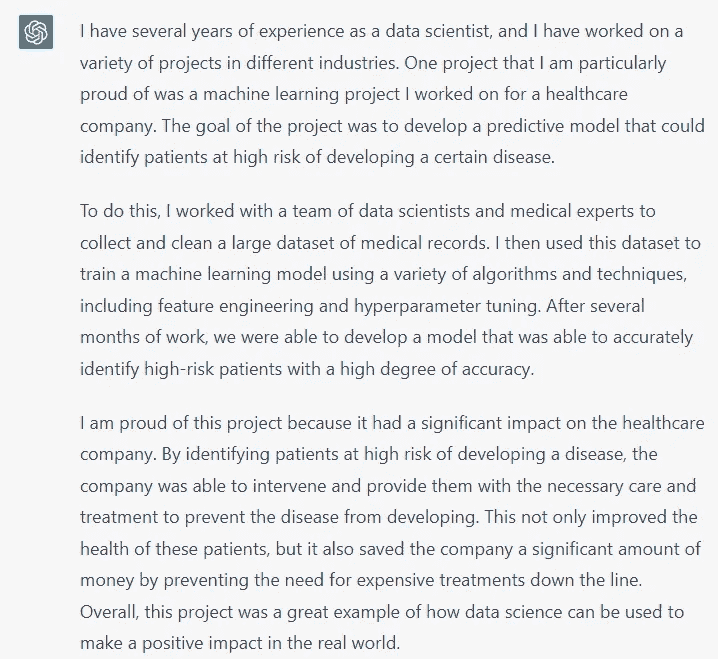 I have several years of experience as a data scientist, and I have worked on a
variety of projects in different industries. One project that I am particularly
proud of was a machine learning project I worked on for a healthcare
company. The goal of the project was to develop a predictive model that could
identify patients at high risk of developing a certain disease.
To do this, I worked with a team of data scientists and medical experts to
collect and clean a large dataset of medical records. I then used this dataset to
train a machine learning model using a variety of algorithms and techniques,
including feature engineering and hyperparameter tuning. After several
months of work, we were able to develop a model that was able to accurately
identify high-risk patients with a high degree of accuracy.
I am proud of this project because it had a significant impact on the healthcare
company. By identifying patients at high risk of developing a disease, the
company was able to intervene and provide them with the necessary care and
treatment to prevent the disease from developing. This not only improved the
health of these patients, but it also saved the company a significant amount of
money by preventing the need for expensive treatments down the line.
Overall, this project was a great example of how data science can be used to
make a positive impact in the real world.